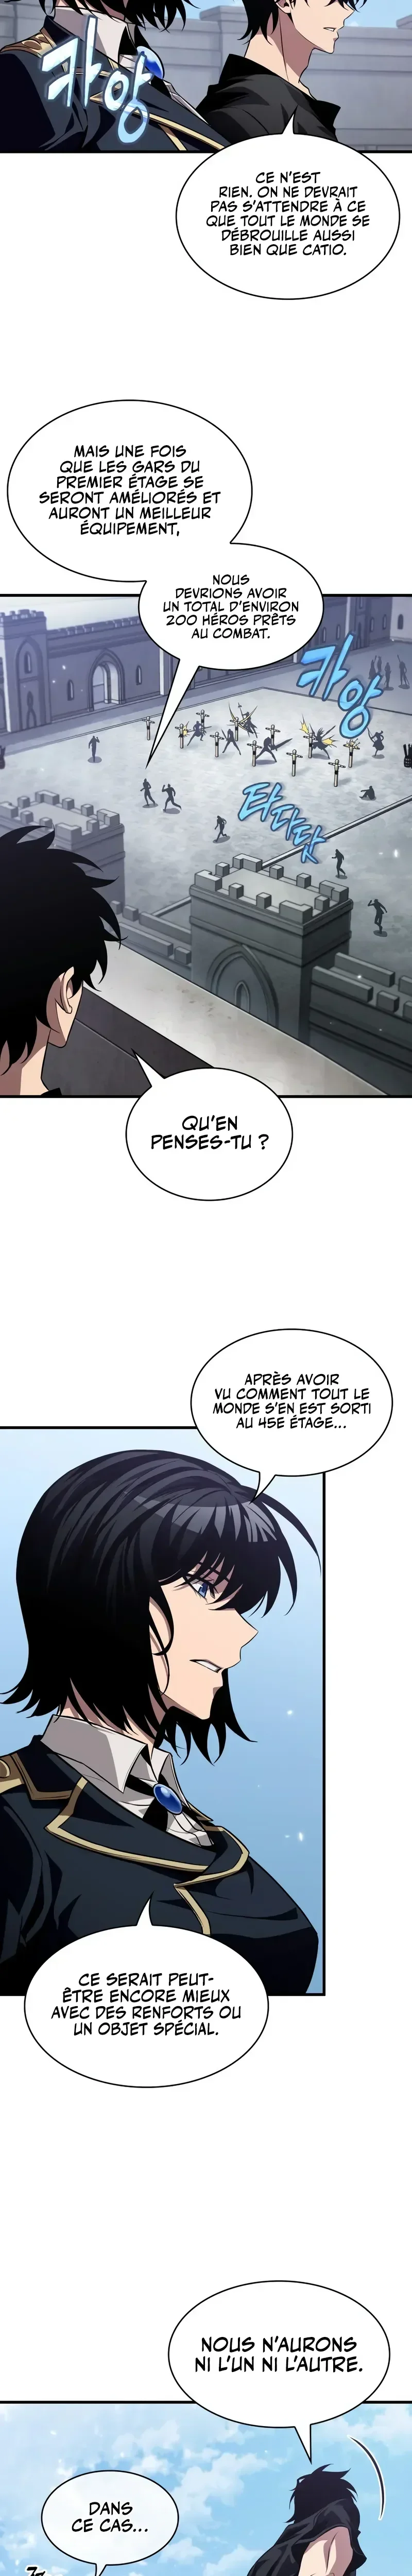 카앙
CE N'EST
RIEN. ON NE DEVRAIT
PAS S'ATTENDRE À CE
QUE TOUT LE MONDE SE
DÉBROUILLE AUSSI
BIEN QUE CATIO.
MAIS UNE FOIS
QUE LES GARS DU
PREMIER ÉTAGE SE
SERONT AMÉLIORÉS ET
AURONT UN MEILLEUR
ÉQUIPEMENT,
NOUS
DEVRIONS AVOIR
UN TOTAL D'ENVIRON
200 HÉROS PRÊTS
AU COMBAT.
카앙
타다닷
QU'EN
PENSES-TU ?
APRÈS AVOIR
VU COMMENT TOUT LE
MONDE S'EN EST SORTI
AU 45E ÉTAGE...
CE SERAIT PEUT-
ÊTRE ENCORE MIEUX
AVEC DES RENFORTS OU
UN OBJET SPÉCIAL.
NOUS N'AURONS
NI L'UN NI L'AUTRE.
DANS
CE CAS...